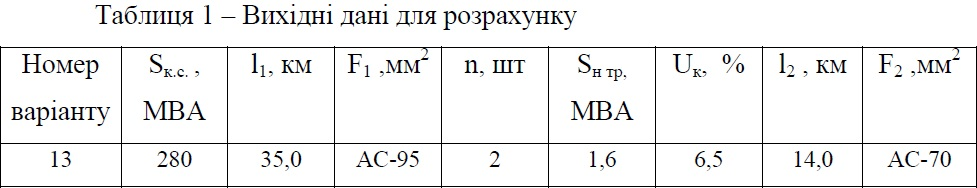 Таблиця 1 – Вихідні дані для розрахунку
Номер варіанту Sк.с. , МВА l1, км F1 ,мм2 n, шт Sн тр, МВА Uк, % l2 , км F2 ,мм2
13 280 35,0 АС-95 2 1,6 6,5 14,0 АС-70